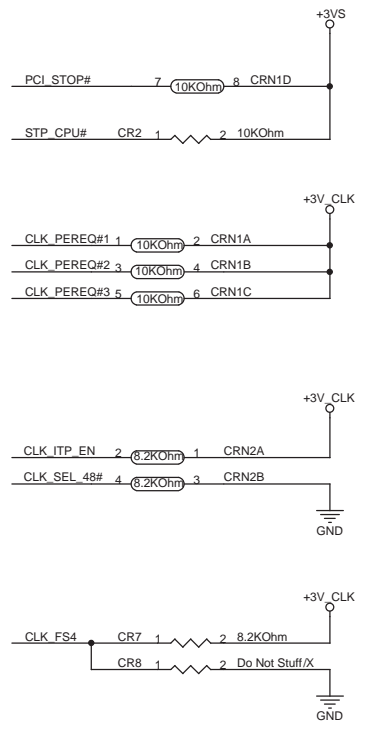 +3VS
PCI_STOP# 7 10KOhm 8 CRN1D
STP_CPU# CR2 1 2 10KOhm
+3V_CLK
CLK_PEREQ#1 1 10KOhm 2 CRN1A
CLK_PEREQ#2 3 10KOhm 4 CRN1B
CLK_PEREQ#3 5 10KOhm 6 CRN1C
+3V_CLK
CLK_ITP_EN 2 8.2KOhm 1 CRN2A
CLK_SEL_48# 4 8.2KOhm 3 CRN2B
GND
+3V_CLK
CLK_FS4 CR7 1 2 8.2KOhm
CR8 1 2 Do Not Stuff/X
GND